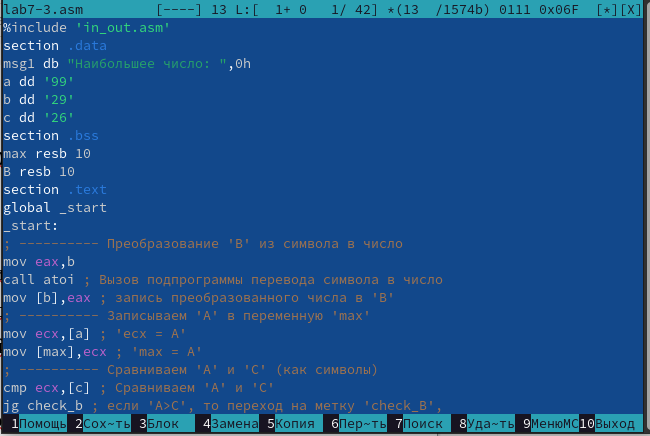 lab7-3.asm [----] 13 L:[ 1+ 0 1/ 42] *(13 /1574b) 0111 0x06F [*][X]
%include 'in_out.asm'
section .data
msg1 db "Наибольшее число: ",0h
a dd '99'
b dd '29'
c dd '26'
section .bss
max resb 10
B resb 10
section .text
global _start
_start:
; ---------- Преобразование 'B' из символа в число
mov eax,b
call atoi ; Вызов подпрограммы перевода символа в число
mov [b],eax ; запись преобразованного числа в 'B'
; ---------- Записываем 'A' в переменную 'max'
mov ecx,[a] ; 'ecx = A'
mov [max],ecx ; 'max = A'
; ---------- Сравниваем 'A' и 'C' (как символы)
cmp ecx,[c] ; Сравниваем 'A' и 'C'
jg check_b ; если 'A>C', то переход на метку 'check_B',
1Помощь 2Сох~ть 3Блок 4Замена 5Копия 6Пер~ть 7Поиск 8Уда~ть 9МенюMC 10Выход